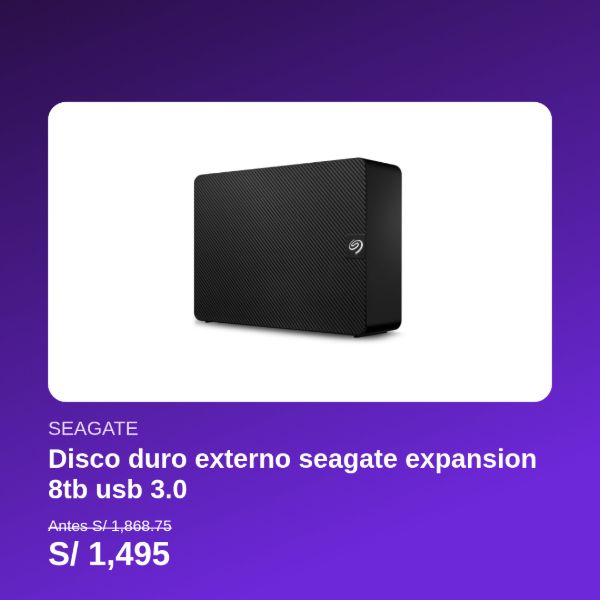 SEAGATE
Disco duro externo seagate expansion
8tb usb 3.0
Antes S/ 1,868.75
S/ 1,495